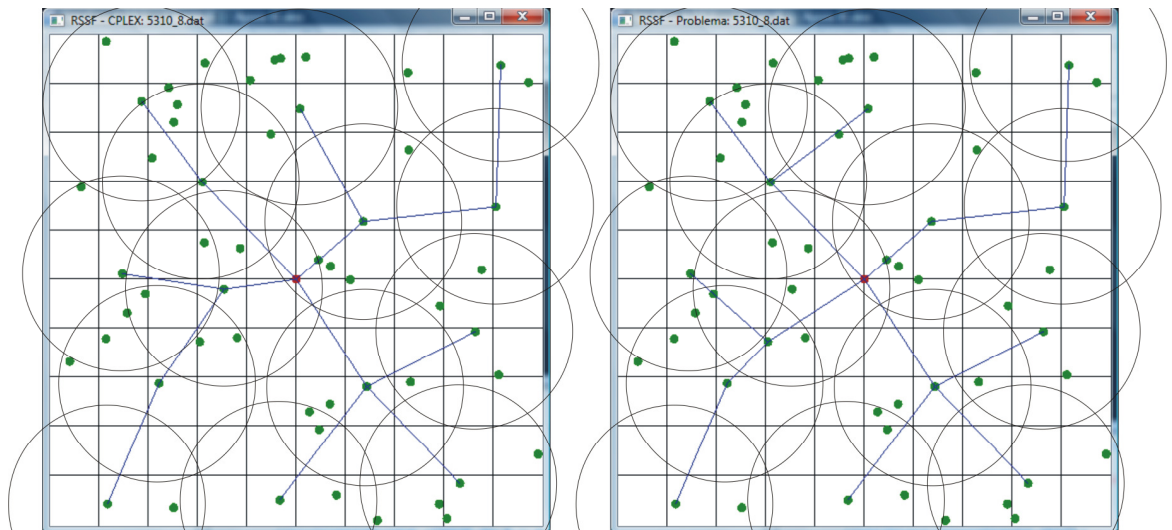 RSSF - CPLEX: 5310_8.dat
RSSF - Problema: 5310_8.dat